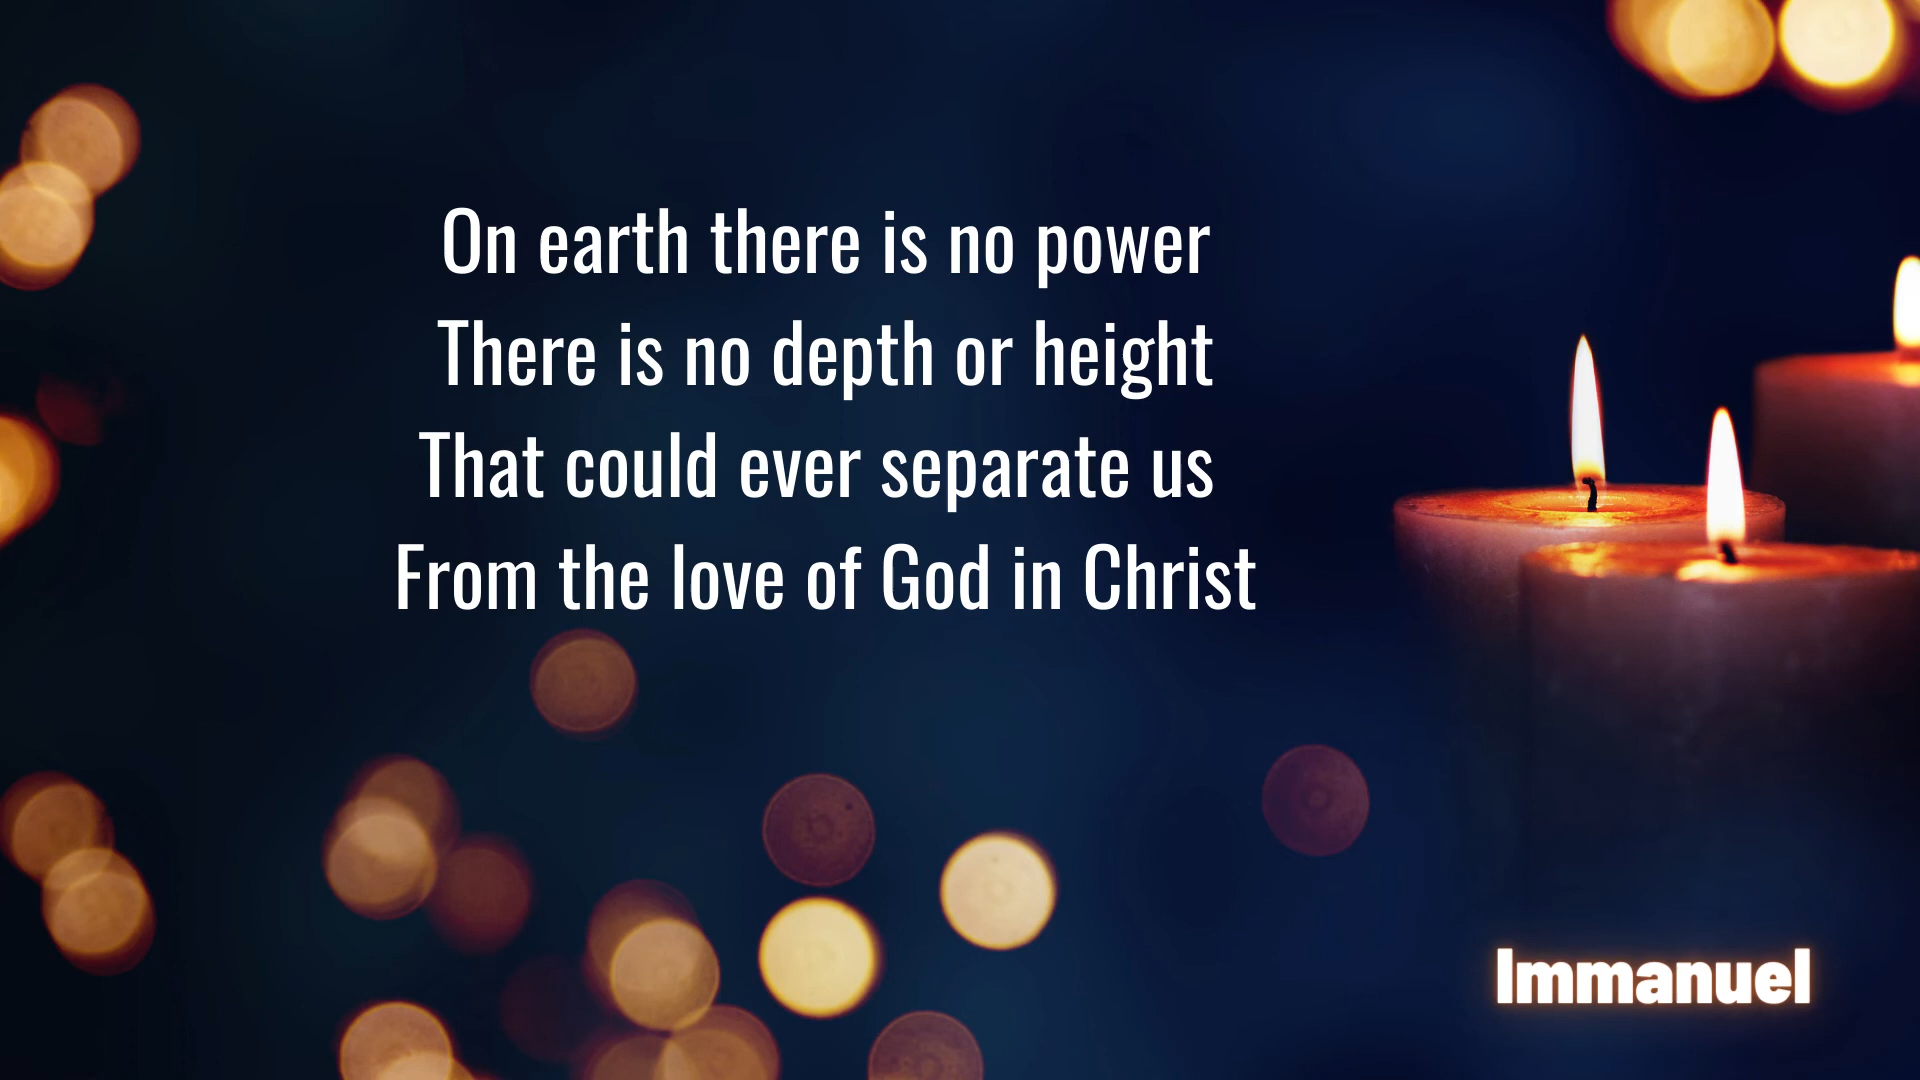 On earth there is no power
There is no depth or height
That could ever separate us
From the love of God in Christ
Immanuel